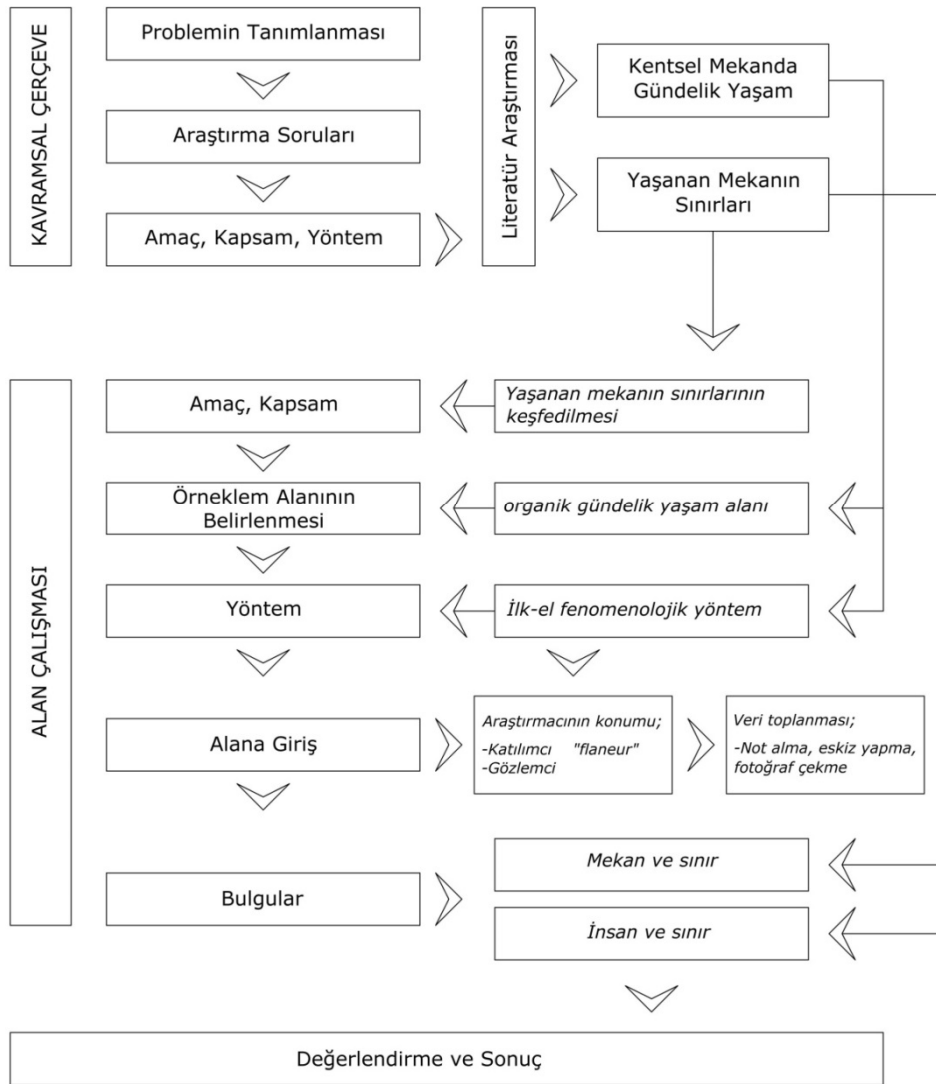 KAVRAMSAL ÇERÇEVE
Problemin Tanımlanması
Araştırma Soruları
Amaç, Kapsam, Yöntem
Literatür Araştırması
Kentsel Mekanda
Gündelik Yaşam
Yaşanan Mekanın
Sınırları
ALAN ÇALIŞMASI
Amaç, Kapsam
Yaşanan mekanın sınırlarının
keşfedilmesi
Örneklem Alanının
Belirlenmesi
organik gündelik yaşam alanı
Yöntem
İlk-el fenomenolojik yöntem
Alana Giriş
Araştırmacının konumu;
-Katılımcı "flaneur"
-Gözlemci
Veri toplanması;
-Not alma, eskiz yapma,
fotoğraf çekme
Bulgular
Mekan ve sınır
İnsan ve sınır
Değerlendirme ve Sonuç